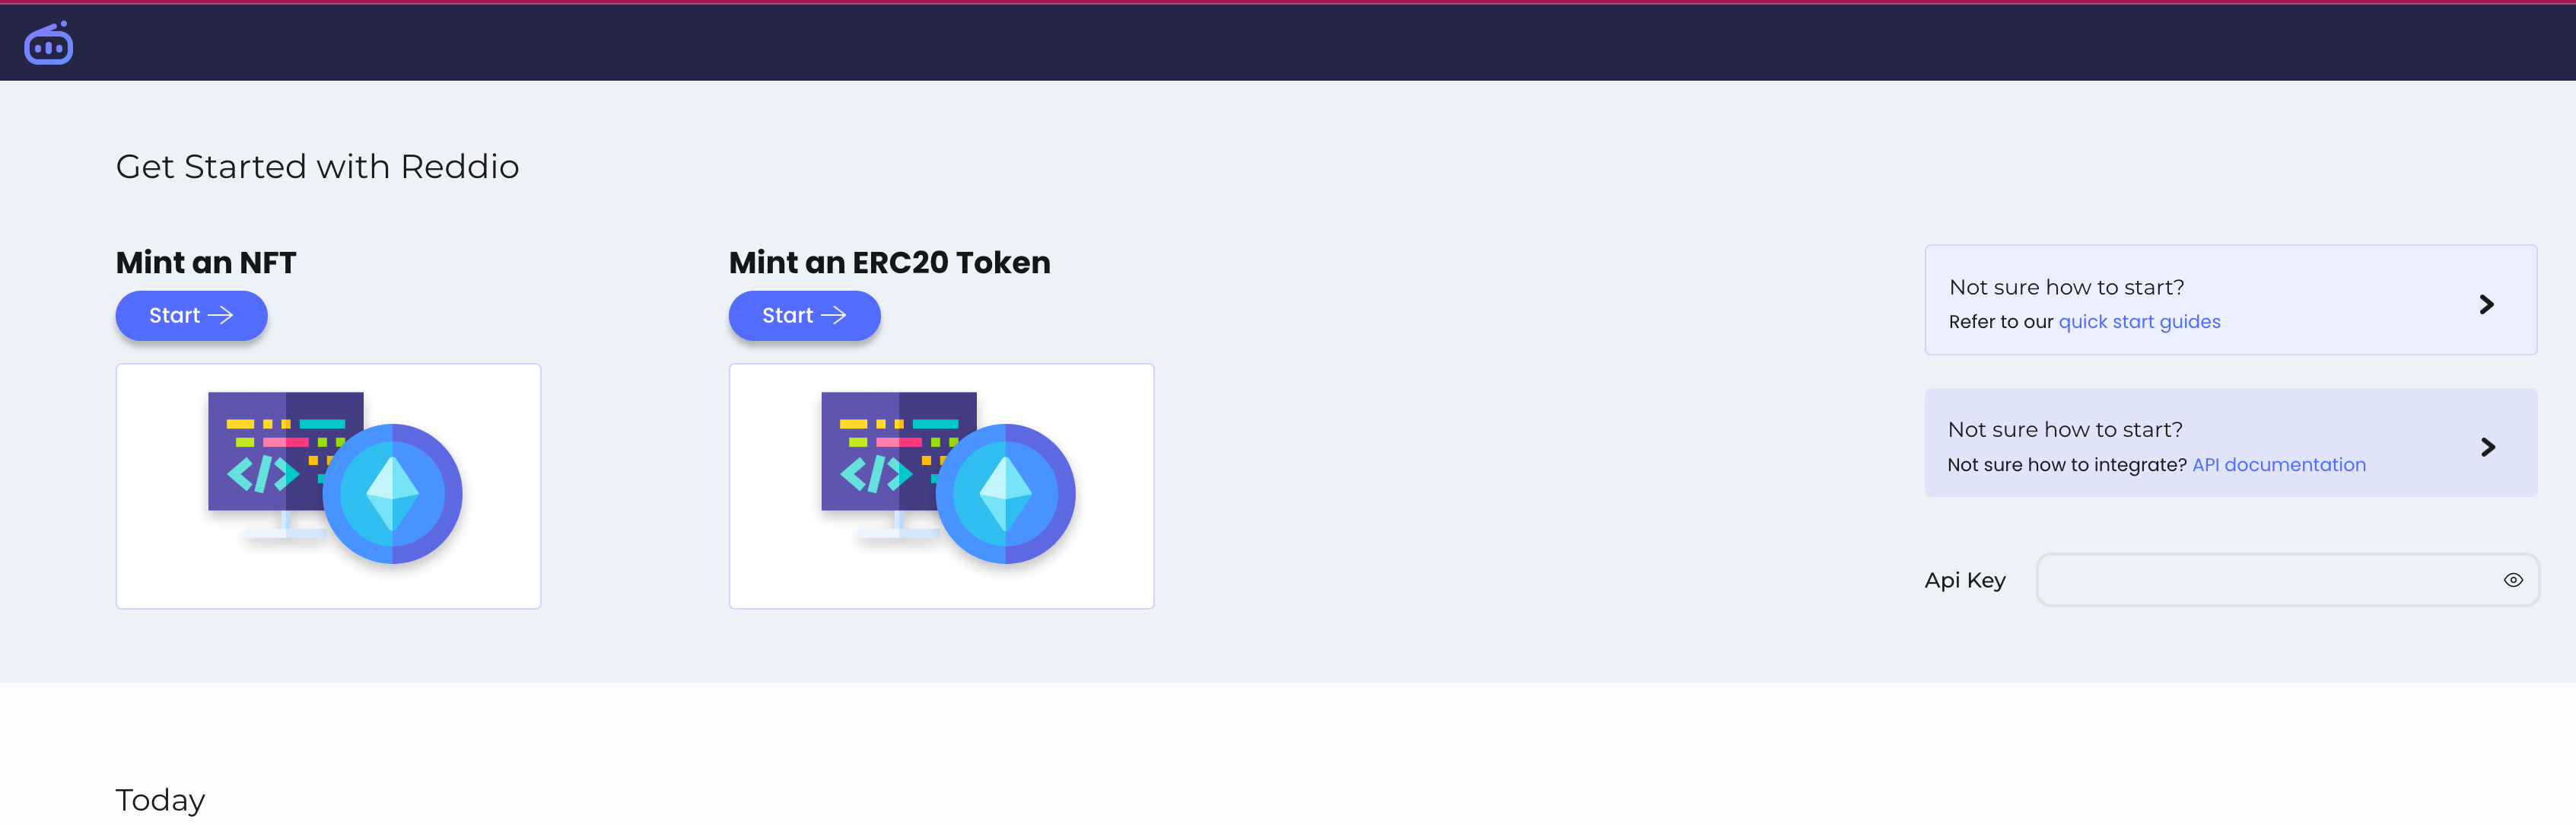 Get Started with Reddio
Mint an NFT
Start
Mint an ERC20 Token
Start
Not sure how to start?
Refer to our quick start guides
Not sure how to start?
Not sure how to integrate? API documentation
Api Key
Today